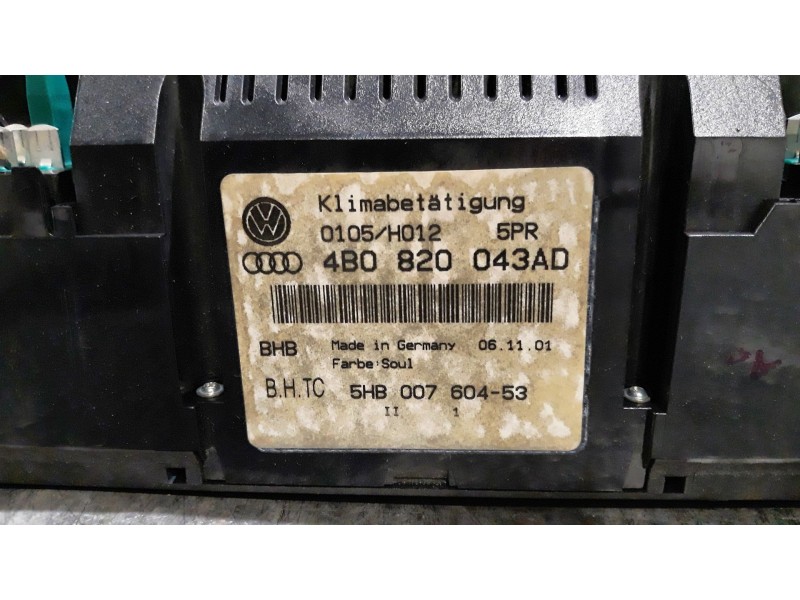 Klimabetätigung
0105/H012 5PR
4B0 820 043AD
BHB Made in Germany 06.11.01
Farbe:Soul
B.H.TC 5HB 007 604-53
II 1